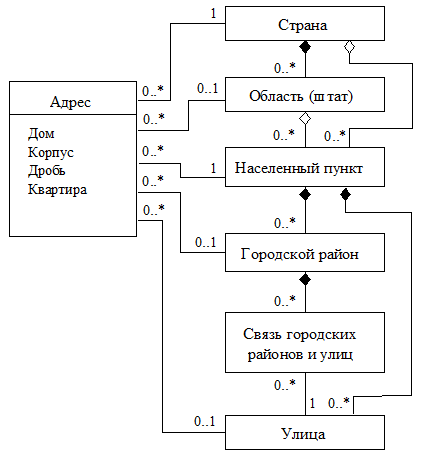 1
Страна
0..*
0..*
0..1
Область (штат)
Адрес
0..*
Дом
Корпус
Дробь
Квартира
0..*
0..*
0..*
1
Населенный пункт
0..*
0..*
0..*
0..1
Городской район
0..*
Связь городских
районов и улиц
0..*
1
0..*
0..1
Улица